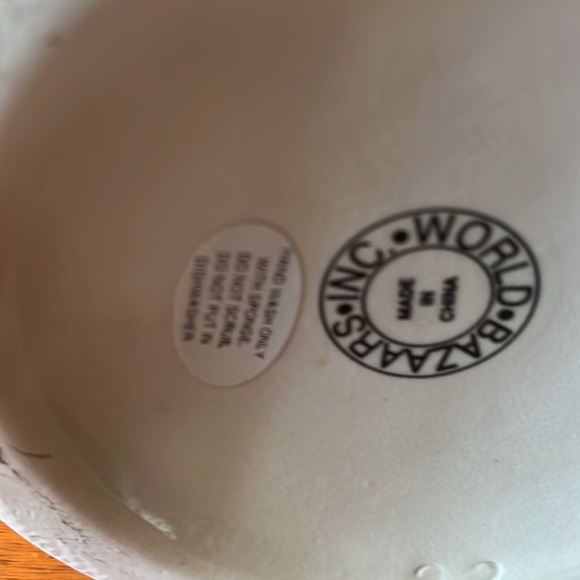 HAND WASH ONLY
WITH SPONGE.
DO NOT SCRUB.
DO NOT PUT IN
DISHWASHER
•WORLD•BAZAARS•INC.
MADE
IN
CHINA